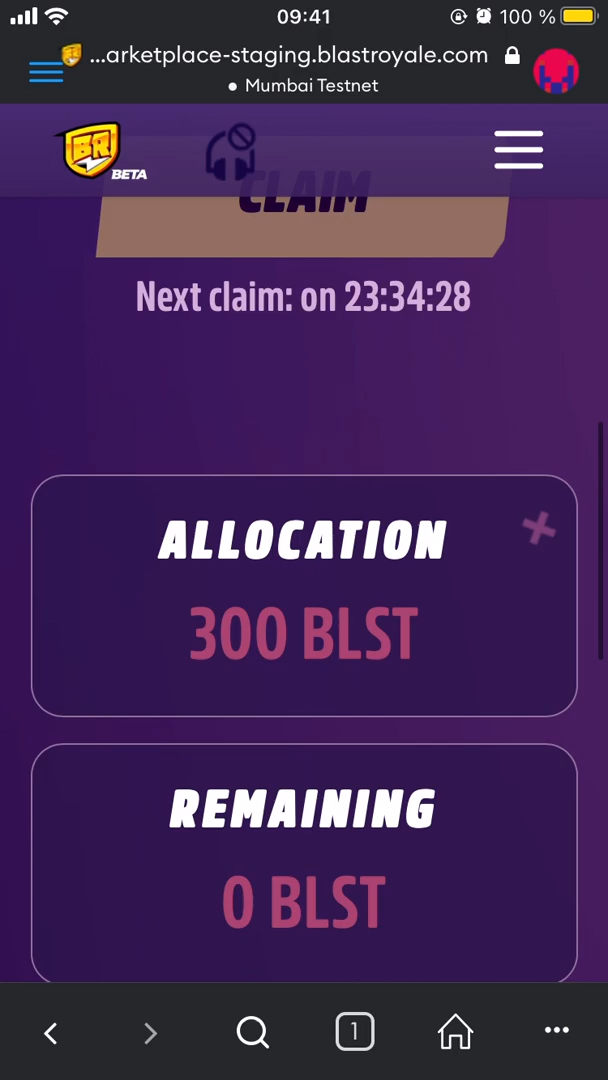 09:41
100 %
...arketplace-staging.blastroyale.com
Mumbai Testnet
BR
BETA
CLAIM
Next claim: on 23:34:28
ALLOCATION
300 BLST
REMAINING
0 BLST
1